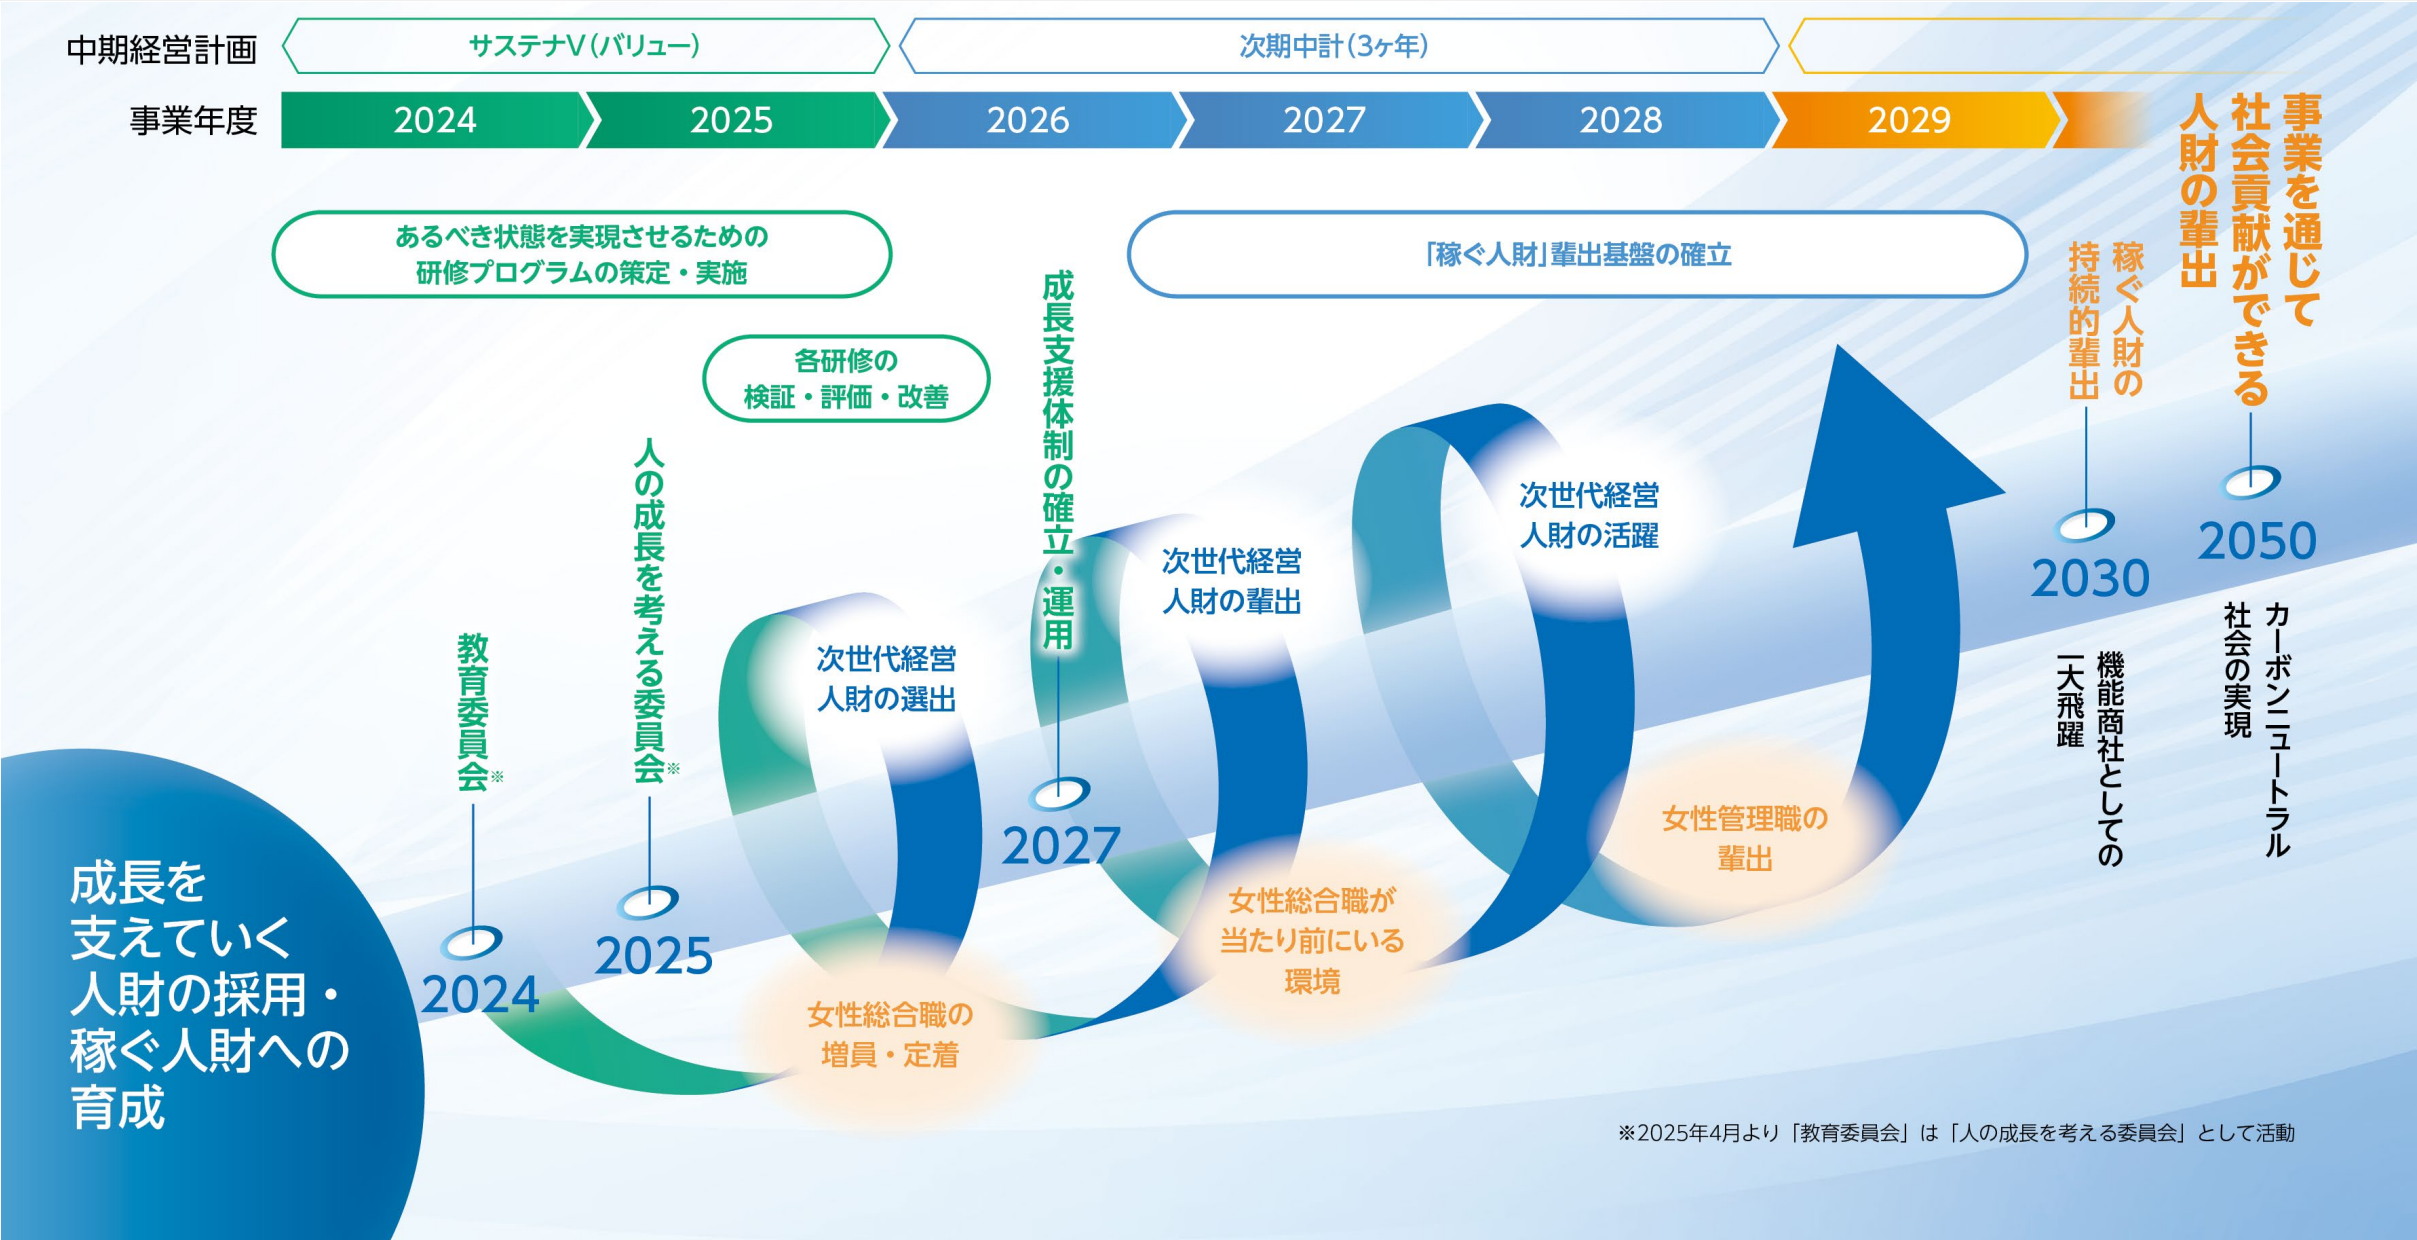 中期経営計画
サステナV(バリュー)
次期中計(3ヶ年)
事業年度
2024
2025
2026
2027
2028
2029
あるべき状態を実現させるための
研修プログラムの策定・実施
各研修の
検証・評価・改善
「稼ぐ人財」輩出基盤の確立
教育委員会※
2024
人の成長を考える委員会※
2025
成長支援体制の確立・運用
2027
稼ぐ人財の
持続的輩出
2030
機能商社としての
一大飛躍
事業を通じて
社会貢献ができる
人財の輩出
2050
カーボンニュートラル
社会の実現
次世代経営
人財の選出
次世代経営
人財の輩出
次世代経営
人財の活躍
女性総合職の
増員・定着
女性総合職が
当たり前にいる
環境
女性管理職の
輩出
成長を
支えていく
人財の採用・
稼ぐ人財への
育成
※2025年4月より「教育委員会」は「人の成長を考える委員会」として活動